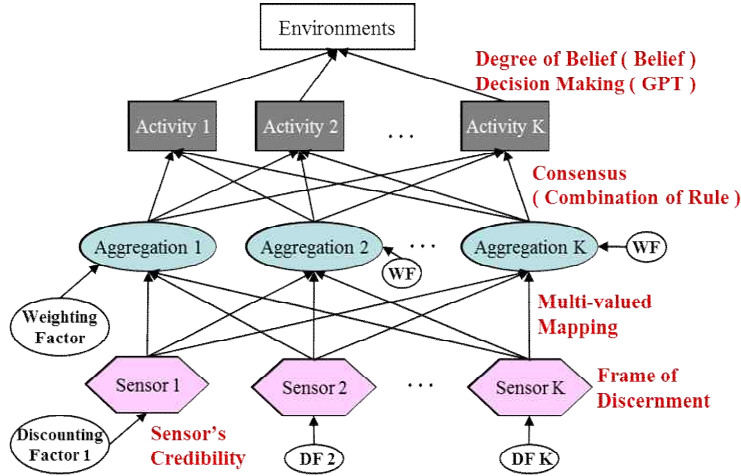 Environments
Degree of Belief ( Belief )
Decision Making ( GPT )
Activity 1
Activity 2
. . .
Activity K
Consensus
( Combination of Rule )
Aggregation 1
Aggregation 2
. . .
Aggregation K
WF
WF
Weighting
Factor
Multi-valued
Mapping
Sensor 1
Sensor 2
. . .
Sensor K
Frame of
Discernment
Discounting
Factor 1
Sensor's
Credibility
DF 2
DF K